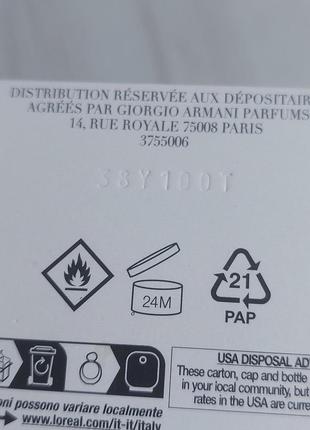 DISTRIBUTION RÉSERVÉE AUX DÉPOSITAIR
AGRÉÉS PAR GIORGIO ARMANI PARFUMS
14, RUE ROYALE 75008 PARIS
3755006
38Y100T
24M
21
PAP
USA DISPOSAL AD
These carton, cap and bottle
in your local community, but
rates in the USA are curre
oni possono variare localmente
www.loreal.com/it-it/italy